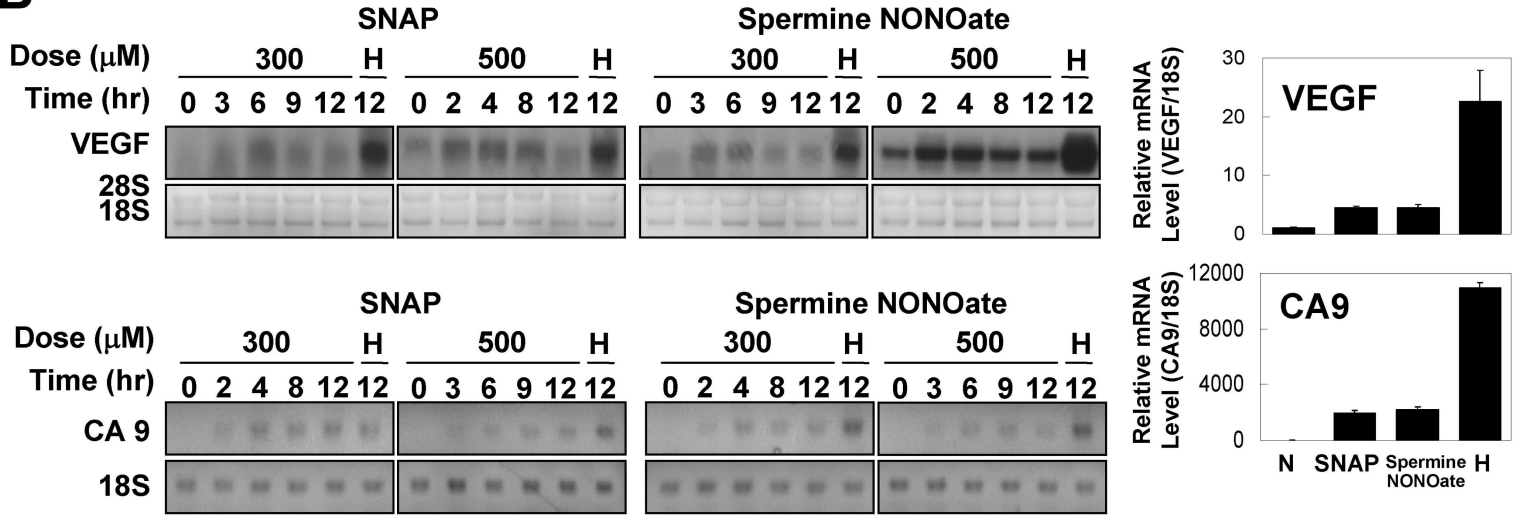 B
SNAP Spermine NONOate
Dose (μM) 300 H 500 H 300 H 500 H
Time (hr) 0 3 6 9 12 12 0 2 4 8 12 12 0 3 6 9 12 12 0 2 4 8 12 12
VEGF
28S
18S
Relative mRNA
Level (VEGF/18S)
30
20
10
0
VEGF
SNAP Spermine NONOate
Dose (μM) 300 H 500 H 300 H 500 H
Time (hr) 0 2 4 8 12 12 0 3 6 9 12 12 0 2 4 8 12 12 0 3 6 9 12 12
CA 9
18S
Relative mRNA
Level (CA9/18S)
12000
8000
4000
0
CA9
N SNAP Spermine NONOate H